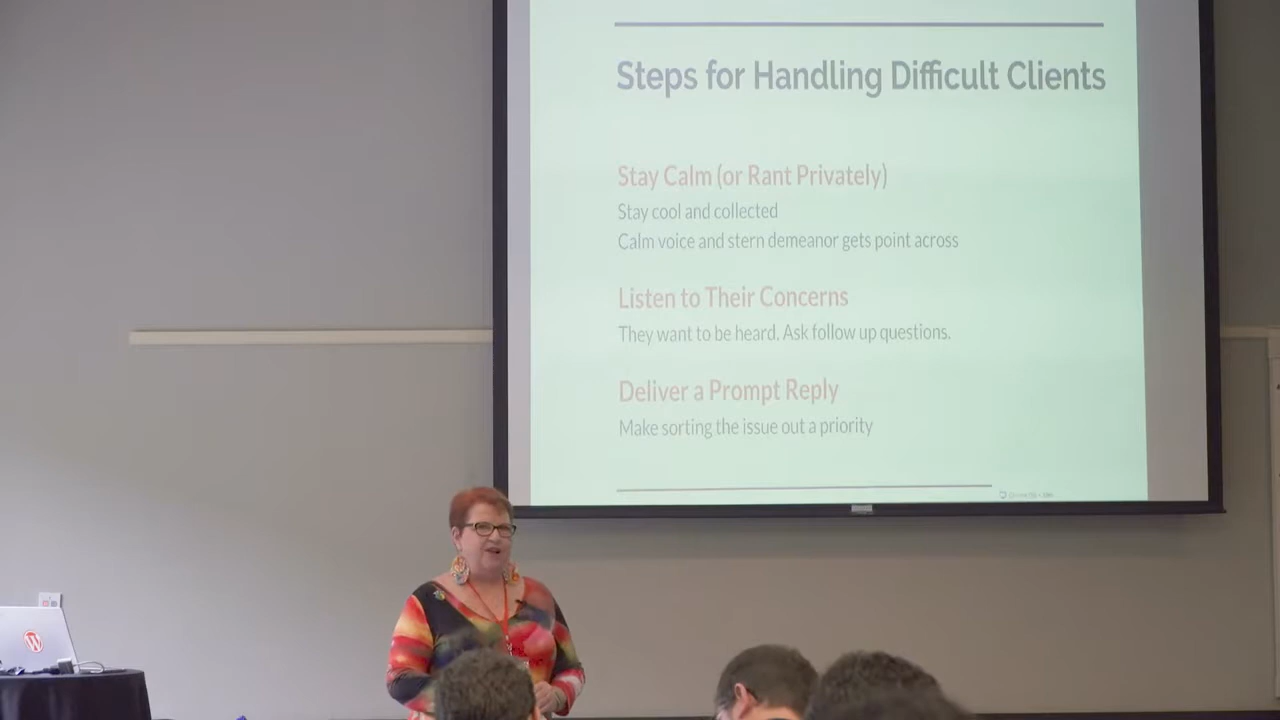 Steps for Handling Difficult Clients
Stay Calm (or Rant Privately)
Stay cool and collected
Calm voice and stern demeanor gets point across
Listen to Their Concerns
They want to be heard. Ask follow up questions.
Deliver a Prompt Reply
Make sorting the issue out a priority
W